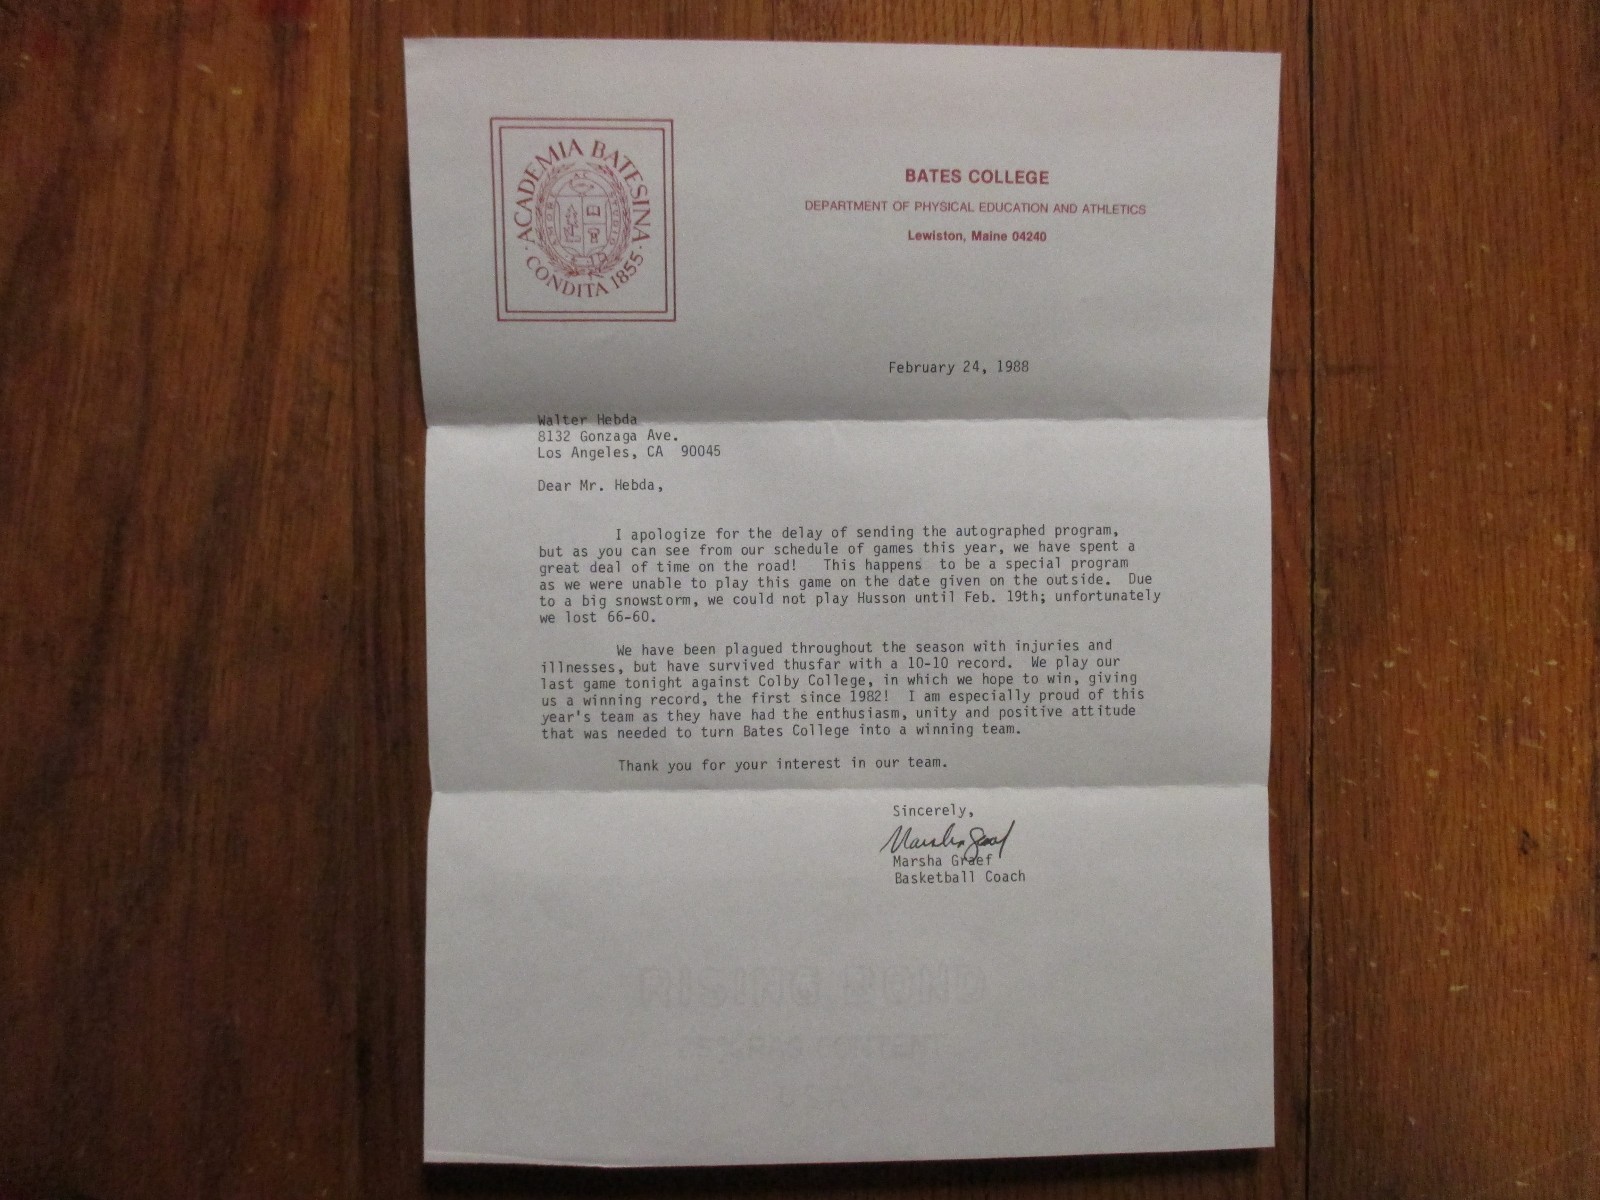 ACADEMIA BATESINA
CONDITA 1855
BATES COLLEGE
DEPARTMENT OF PHYSICAL EDUCATION AND ATHLETICS
Lewiston, Maine 04240
February 24, 1988
Walter Hebda
8132 Gonzaga Ave.
Los Angeles, CA 90045
Dear Mr. Hebda,
I apologize for the delay of sending the autographed program,
but as you can see from our schedule of games this year, we have spent a
great deal of time on the road! This happens to be a special program
as we were unable to play this game on the date given on the outside. Due
to a big snowstorm, we could not play Husson until Feb. 19th; unfortunately
we lost 66-60.
We have been plagued throughout the season with injuries and
illnesses, but have survived thusfar with a 10-10 record. We play our
last game tonight against Colby College, in which we hope to win, giving
us a winning record, the first since 1982! I am especially proud of this
year's team as they have had the enthusiasm, unity and positive attitude
that was needed to turn Bates College into a winning team.
Thank you for your interest in our team.
Sincerely,
Marsha Graef
Marsha Graef
Basketball Coach
RISING BOND
CONTENT